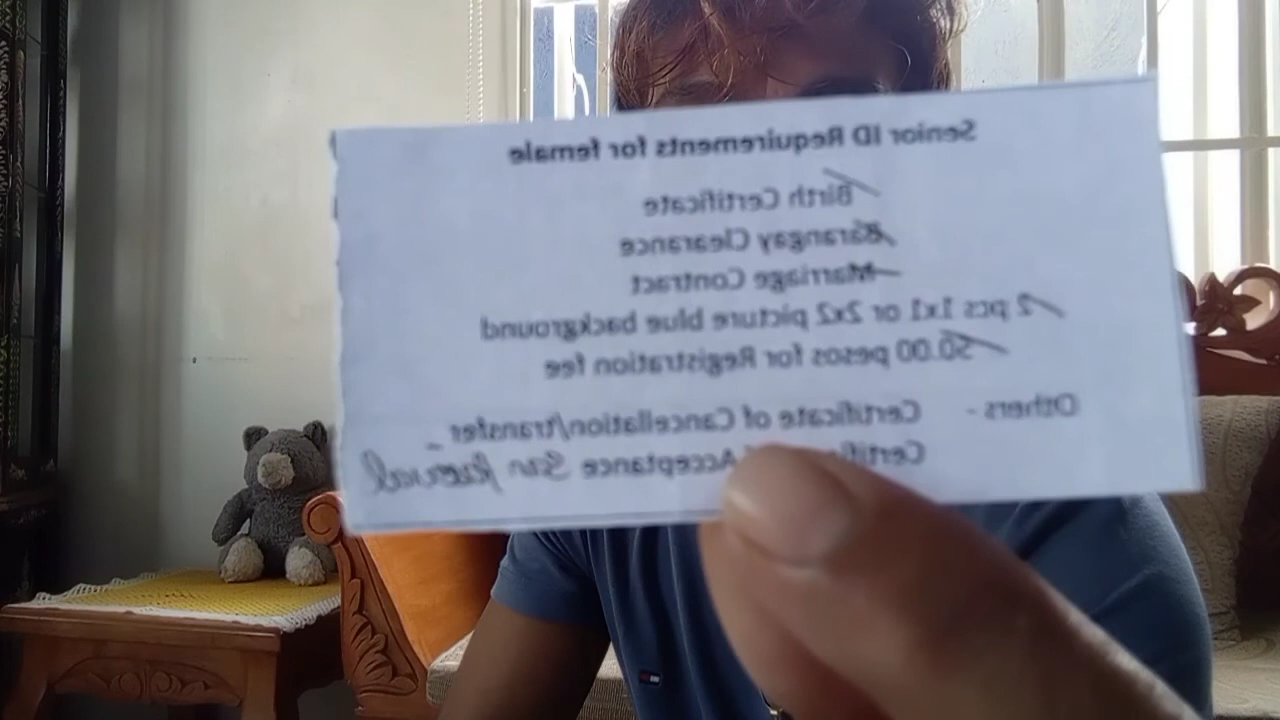 Senior ID Requirements for female
Birth Certificate
Barangay Clearance
Marriage Contract
2 pcs 1x1 or 2x2 picture blue background
50.00 pesos for Registration fee
Others - Certificate of Cancellation/transfer
Acceptance San